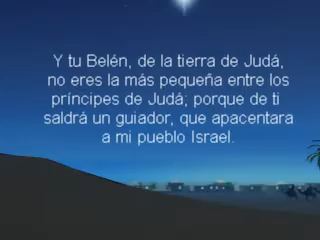 Y tu Belén, de la tierra de Judá,
no eres la más pequeña entre los
príncipes de Judá; porque de ti
saldrá un guiador, que apacentara
a mi pueblo Israel.